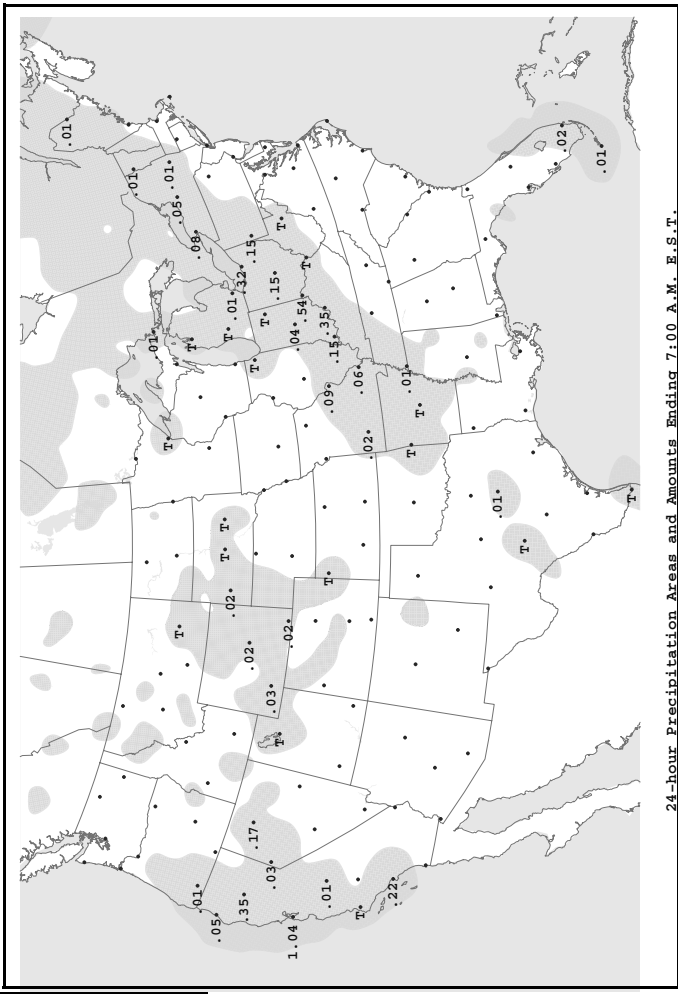 .01
.01
.01
T
.01
.05
T
T
.08
.01
.05
T
T
T
.02
.01
.32
.35
.02
.15
.17
T
T
.03
.03
.15
T
T
.02
1.04
.04
.54
T
.35
.01
T
.09
.15
.06
T
.02
.22
.01
T
T
.01
T
.02
.01
T
24-hour Precipitation Areas and Amounts Ending 7:00 A.M. E.S.T.